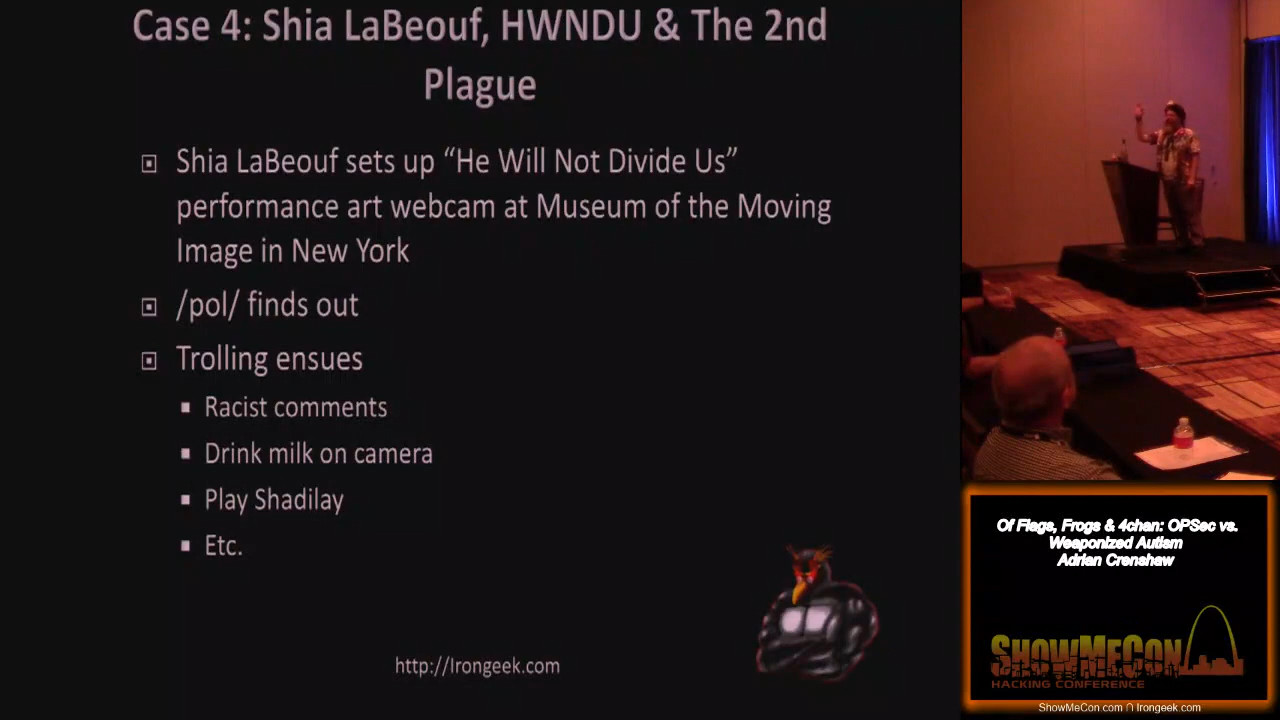 Case 4: Shia LaBeouf, HWNDU & The 2nd
Plague
Shia LaBeouf sets up “He Will Not Divide Us”
performance art webcam at Museum of the Moving
Image in New York
/pol/ finds out
Trolling ensues
Racist comments
Drink milk on camera
Play Shadilay
Etc.
http://Irongeek.com
Of Flags, Frogs & 4chan: OPSec vs.
Weaponized Autism
Adrian Crenshaw
ShowMeCon
HACKING CONFERENCE
ShowMeCon.com ∩ Irongeek.com